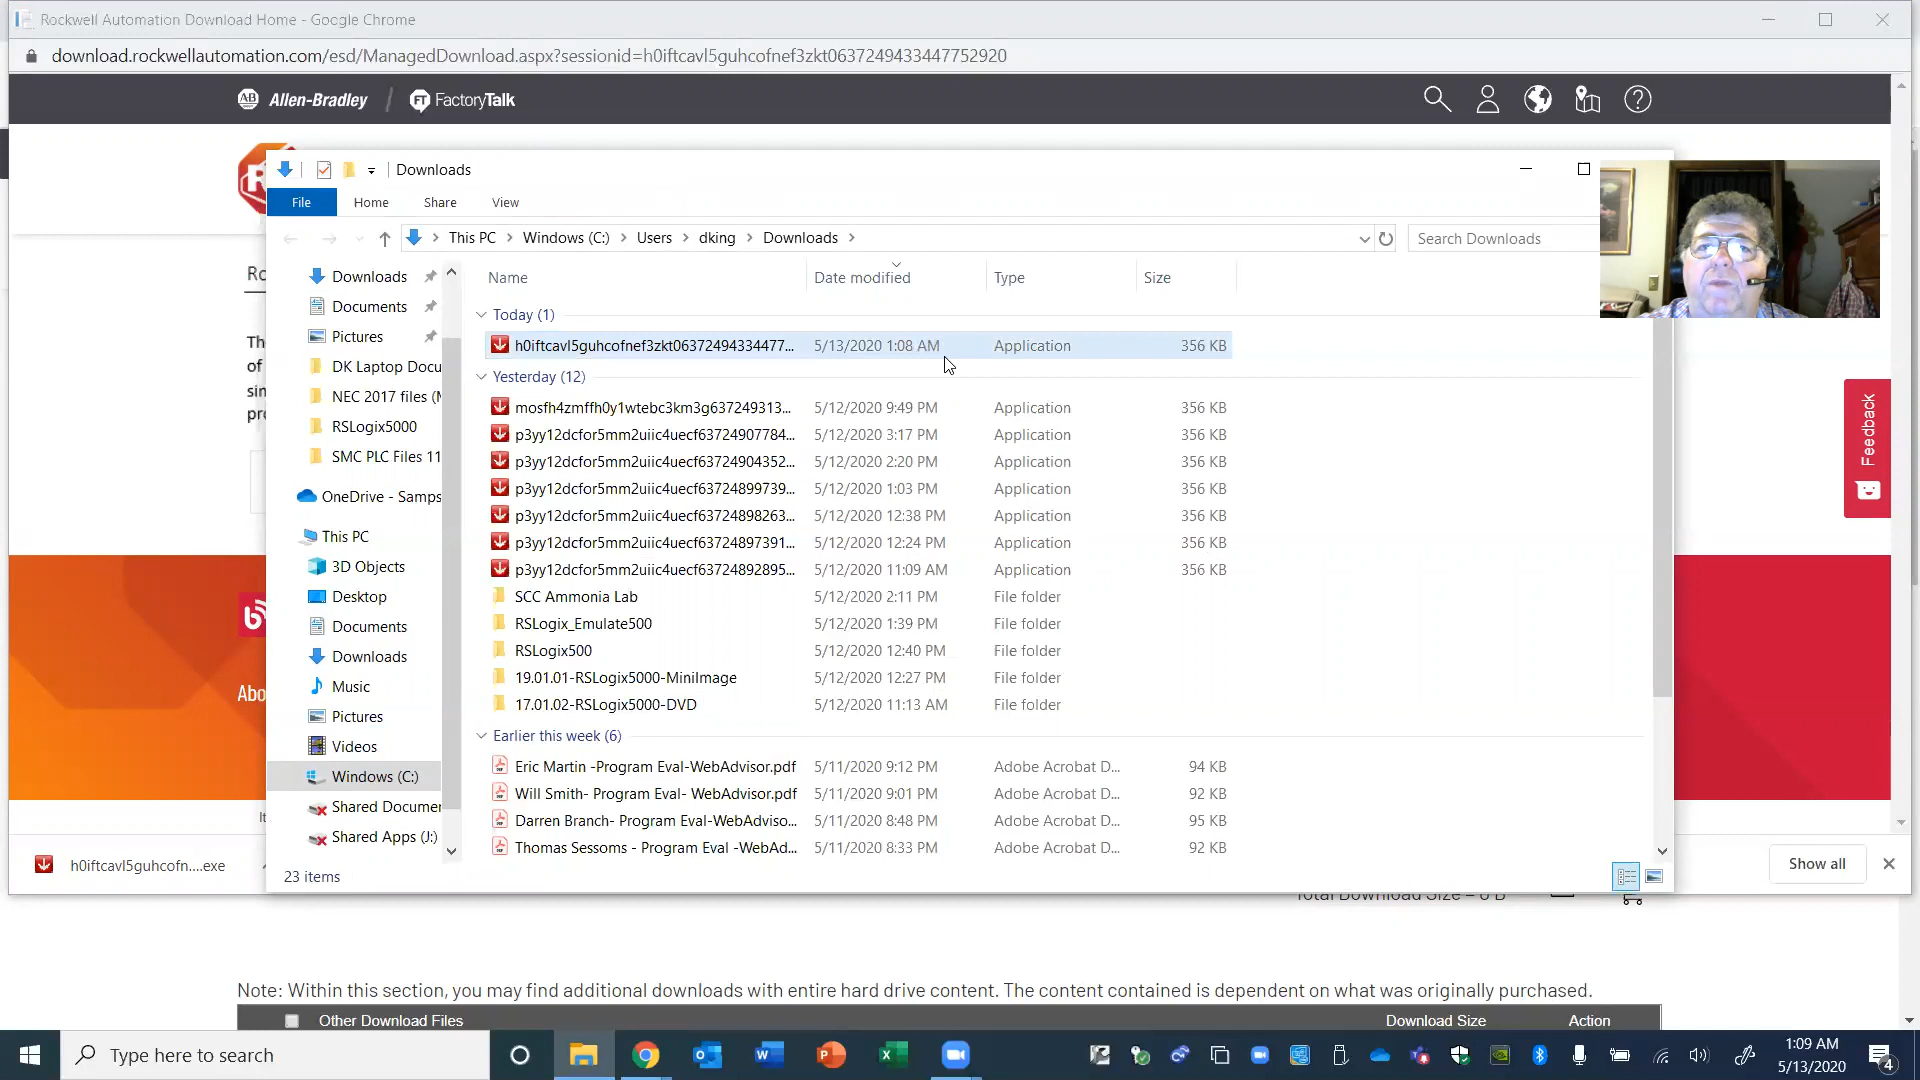 Rockwell Automation Download Home - Google Chrome
download.rockwellautomation.com/esd/ManagedDownload.aspx?sessionid=h0iftcavl5guhcofnef3zkt0637249433447752920
AB Allen-Bradley / FT FactoryTalk
Downloads
File Home Share View
This PC > Windows (C:) > Users > dking > Downloads >
Search Downloads
Name Date modified Type Size
Downloads
Documents
Pictures
DK Laptop Docu
NEC 2017 files (
RSLogix5000
SMC PLC Files 11
OneDrive - Samps
This PC
3D Objects
Desktop
Documents
Downloads
Music
Pictures
Videos
Windows (C:)
Shared Documen
Shared Apps (J:)
Today (1)
h0iftcavl5guhcofnef3zkt06372494334477... 5/13/2020 1:08 AM Application 356 KB
Yesterday (12)
mosfh4zmffh0y1wtebc3km3g637249313... 5/12/2020 9:49 PM Application 356 KB
p3yy12dcfor5mm2uiic4uecf63724907784... 5/12/2020 3:17 PM Application 356 KB
p3yy12dcfor5mm2uiic4uecf63724904352... 5/12/2020 2:20 PM Application 356 KB
p3yy12dcfor5mm2uiic4uecf63724899739... 5/12/2020 1:03 PM Application 356 KB
p3yy12dcfor5mm2uiic4uecf63724898263... 5/12/2020 12:38 PM Application 356 KB
p3yy12dcfor5mm2uiic4uecf63724897391... 5/12/2020 12:24 PM Application 356 KB
p3yy12dcfor5mm2uiic4uecf63724892895... 5/12/2020 11:09 AM Application 356 KB
SCC Ammonia Lab 5/12/2020 2:11 PM File folder
RSLogix_Emulate500 5/12/2020 1:39 PM File folder
RSLogix500 5/12/2020 12:40 PM File folder
19.01.01-RSLogix5000-MiniImage 5/12/2020 12:27 PM File folder
17.01.02-RSLogix5000-DVD 5/12/2020 11:13 AM File folder
Earlier this week (6)
Eric Martin -Program Eval-WebAdvisor.pdf 5/11/2020 9:12 PM Adobe Acrobat D... 94 KB
Will Smith- Program Eval- WebAdvisor.pdf 5/11/2020 9:01 PM Adobe Acrobat D... 92 KB
Darren Branch- Program Eval-WebAdviso... 5/11/2020 8:48 PM Adobe Acrobat D... 95 KB
Thomas Sessoms - Program Eval -WebAd... 5/11/2020 8:33 PM Adobe Acrobat D... 92 KB
23 items
Ro
The
of
sin
pro
Abo
It
Feedback
h0iftcavl5guhcofn....exe
Show all
Total Download Size = 0 B
Note: Within this section, you may find additional downloads with entire hard drive content. The content contained is dependent on what was originally purchased.
Other Download Files Download Size Action
Type here to search
1:09 AM
5/13/2020
4